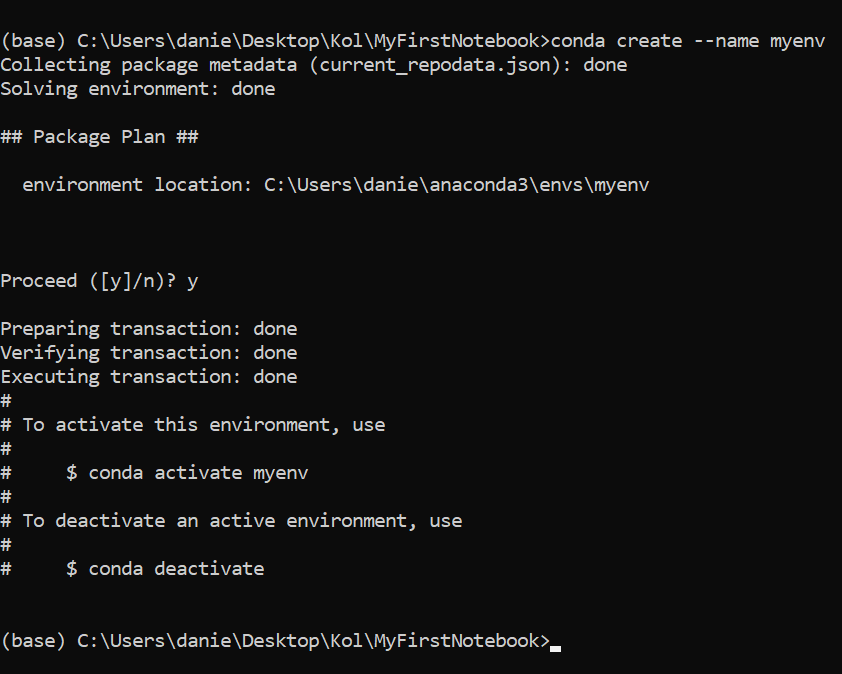 (base) C:\Users\danie\Desktop\Kol\MyFirstNotebook>conda create --name myenv
Collecting package metadata (current_repodata.json): done
Solving environment: done
## Package Plan ##
environment location: C:\Users\danie\anaconda3\envs\myenv
Proceed ([y]/n)? y
Preparing transaction: done
Verifying transaction: done
Executing transaction: done
#
# To activate this environment, use
#
#     $ conda activate myenv
#
# To deactivate an active environment, use
#
#     $ conda deactivate
(base) C:\Users\danie\Desktop\Kol\MyFirstNotebook>